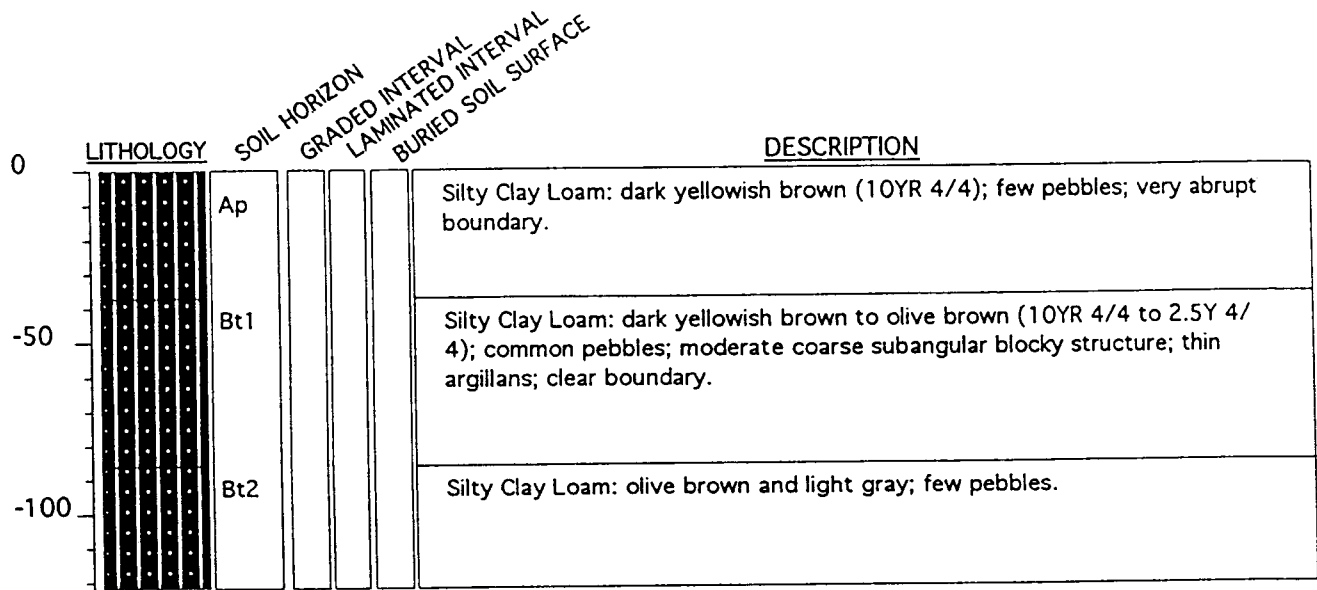 SOIL HORIZON
GRADED INTERVAL
LAMINATED INTERVAL
BURIED SOIL SURFACE
LITHOLOGY
DESCRIPTION
0
Ap
Silty Clay Loam: dark yellowish brown (10YR 4/4); few pebbles; very abrupt
boundary.
-50
Bt1
Silty Clay Loam: dark yellowish brown to olive brown (10YR 4/4 to 2.5Y 4/
4); common pebbles; moderate coarse subangular blocky structure; thin
argillans; clear boundary.
-100
Bt2
Silty Clay Loam: olive brown and light gray; few pebbles.